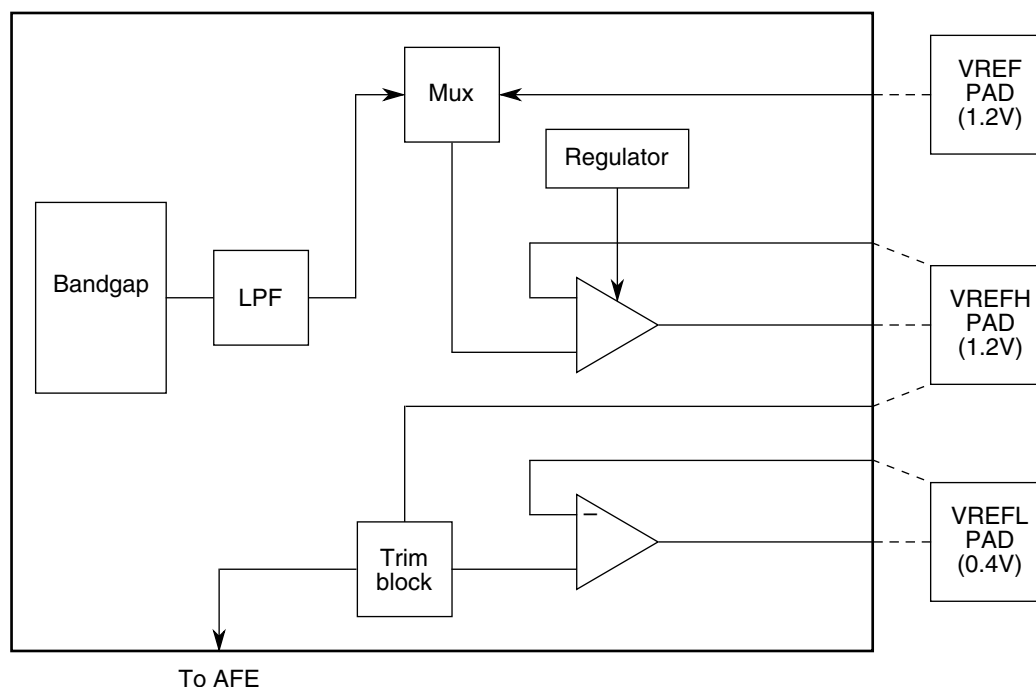 Mux
VREF
PAD
(1.2V)
Regulator
Bandgap
LPF
VREFH
PAD
(1.2V)
–
VREFL
PAD
(0.4V)
Trim
block
To AFE